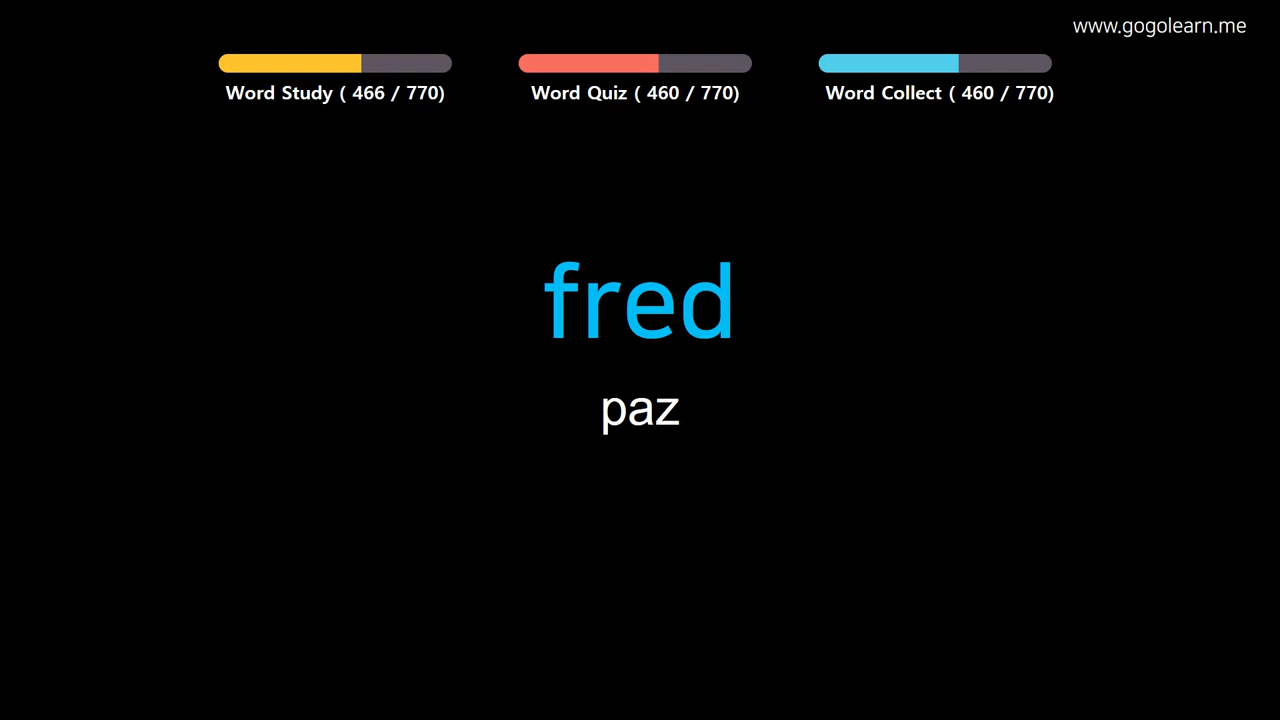 www.gogolearn.me
Word Study ( 466 / 770)
Word Quiz ( 460 / 770)
Word Collect ( 460 / 770)
fred
paz